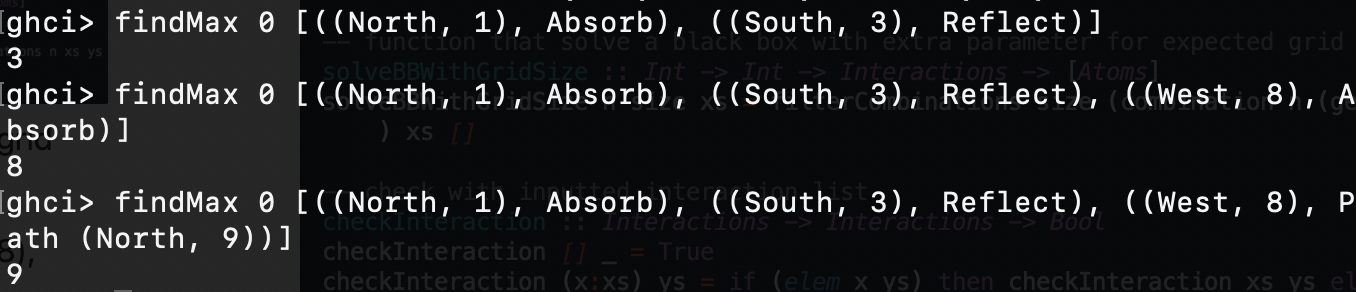 ghci> findMax 0 [((North, 1), Absorb), ((South, 3), Reflect)]
3
ghci> findMax 0 [((North, 1), Absorb), ((South, 3), Reflect), ((West, 8), A
bsorb)]
8
ghci> findMax 0 [((North, 1), Absorb), ((South, 3), Reflect), ((West, 8), P
ath (North, 9))]
9
-- function that solve a black box with extra parameter for expected grid
solveBBWithGridSize :: Int -> Int -> Interactions -> [Atoms]
) xs []
-- check with inputted interaction list
checkInteraction :: Interactions -> Interactions -> Bool
checkInteraction [] _ = True
checkInteraction (x:xs) ys = if (elem x ys) then checkInteraction xs ys el